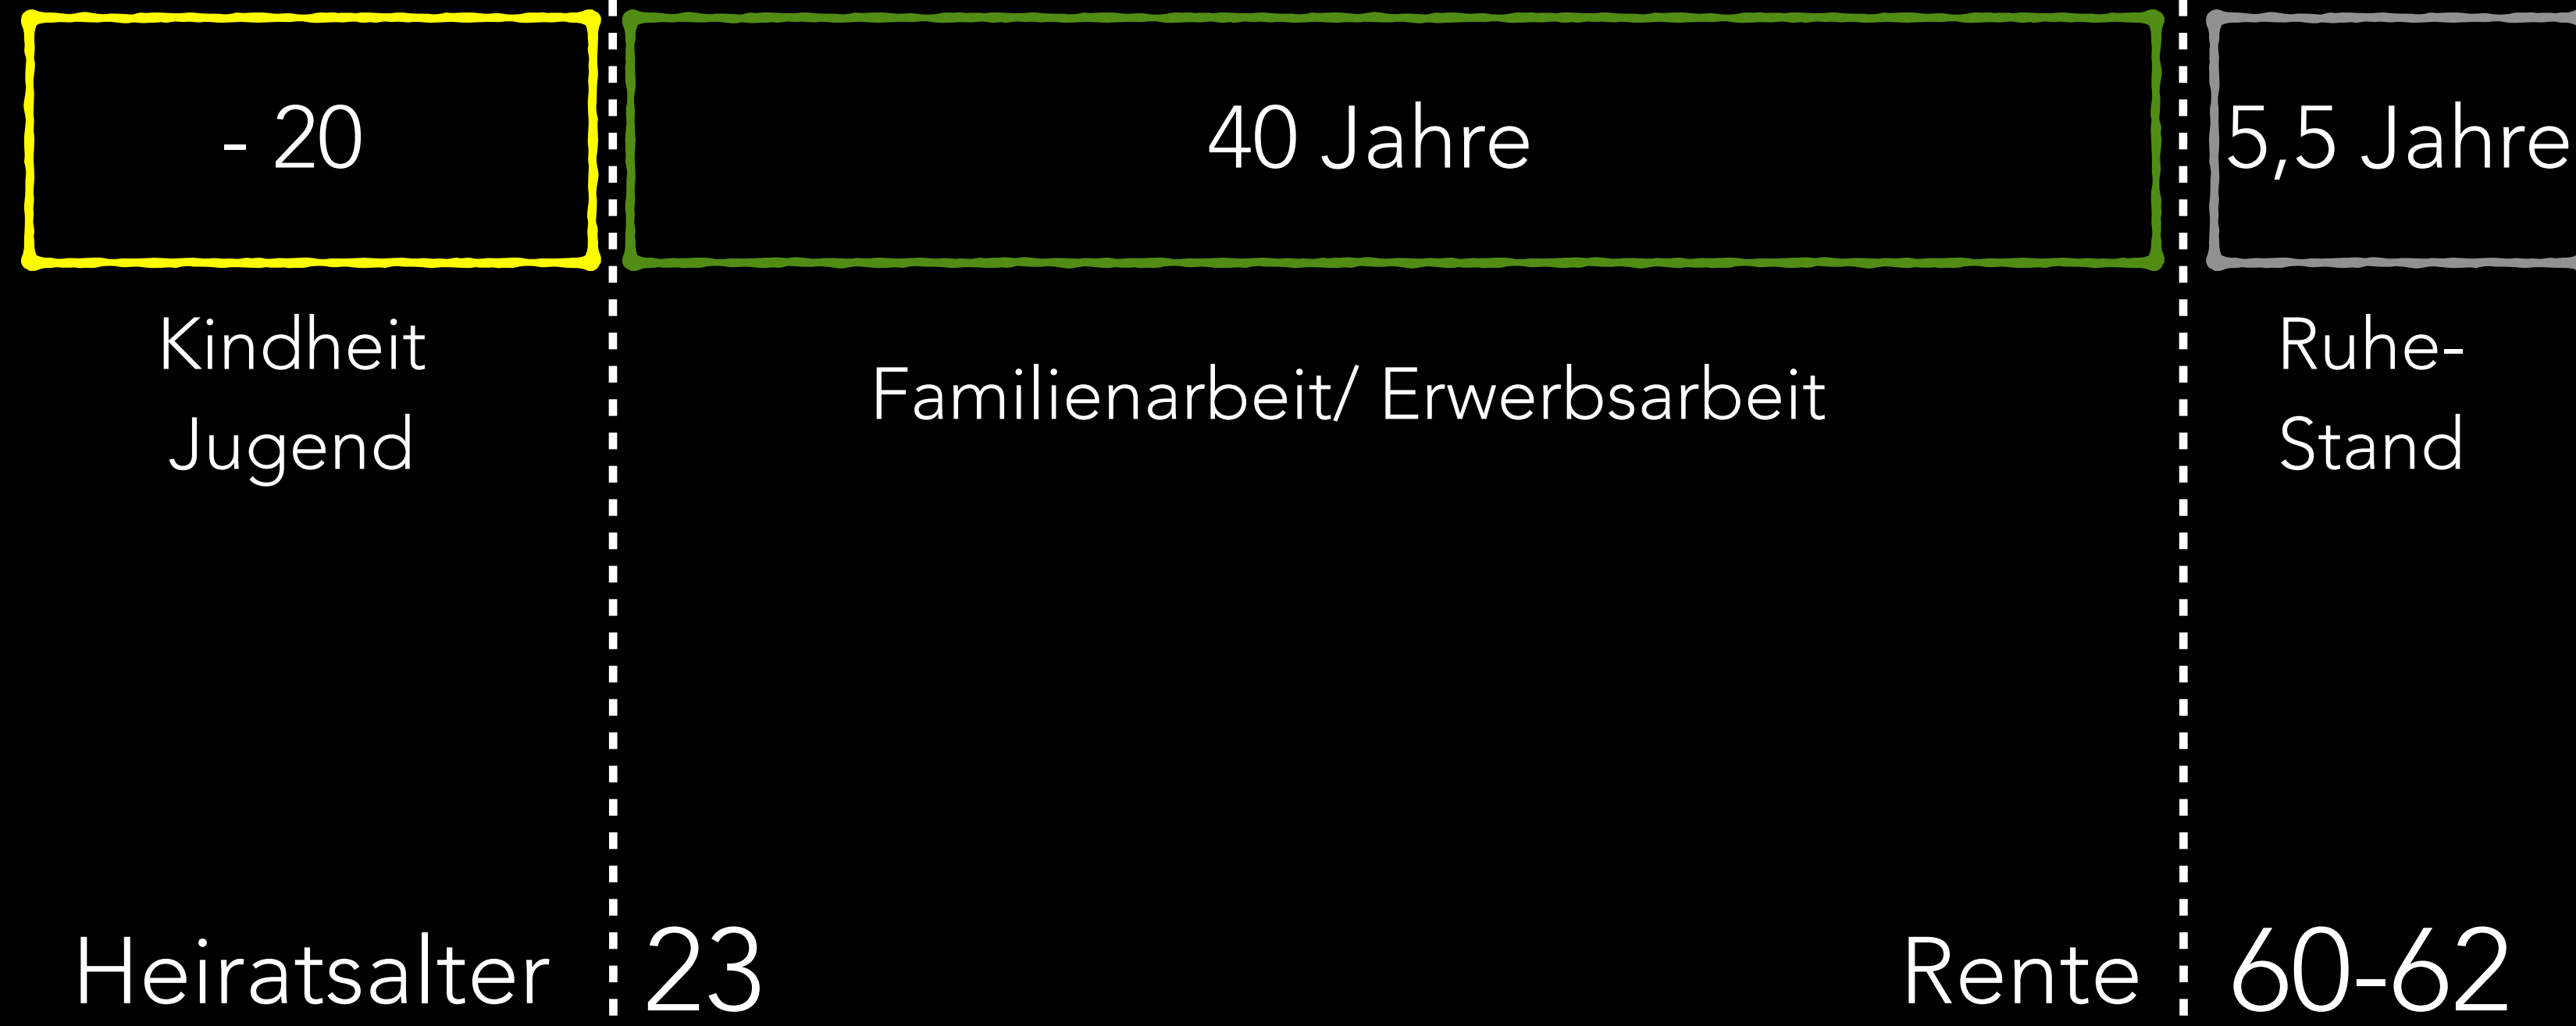 - 20
40 Jahre
5,5 Jahre
Kindheit
Jugend
Familienarbeit/ Erwerbsarbeit
Ruhe-
Stand
Heiratsalter
23
Rente
60-62